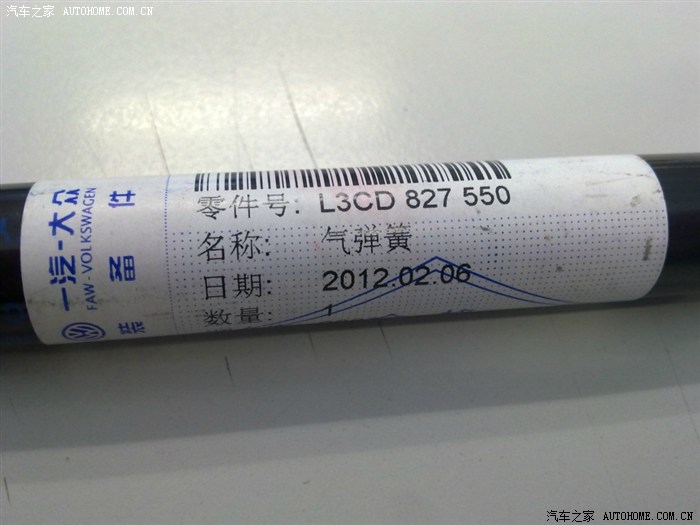 汽车之家 AUTOHOME.COM.CN
一汽-大众
FAW-VOLKSWAGEN
备件
零件号: L3CD 827 550
名称: 气弹簧
日期: 2012.02.06
数量: 1
汽车之家 AUTOHOME.COM.CN